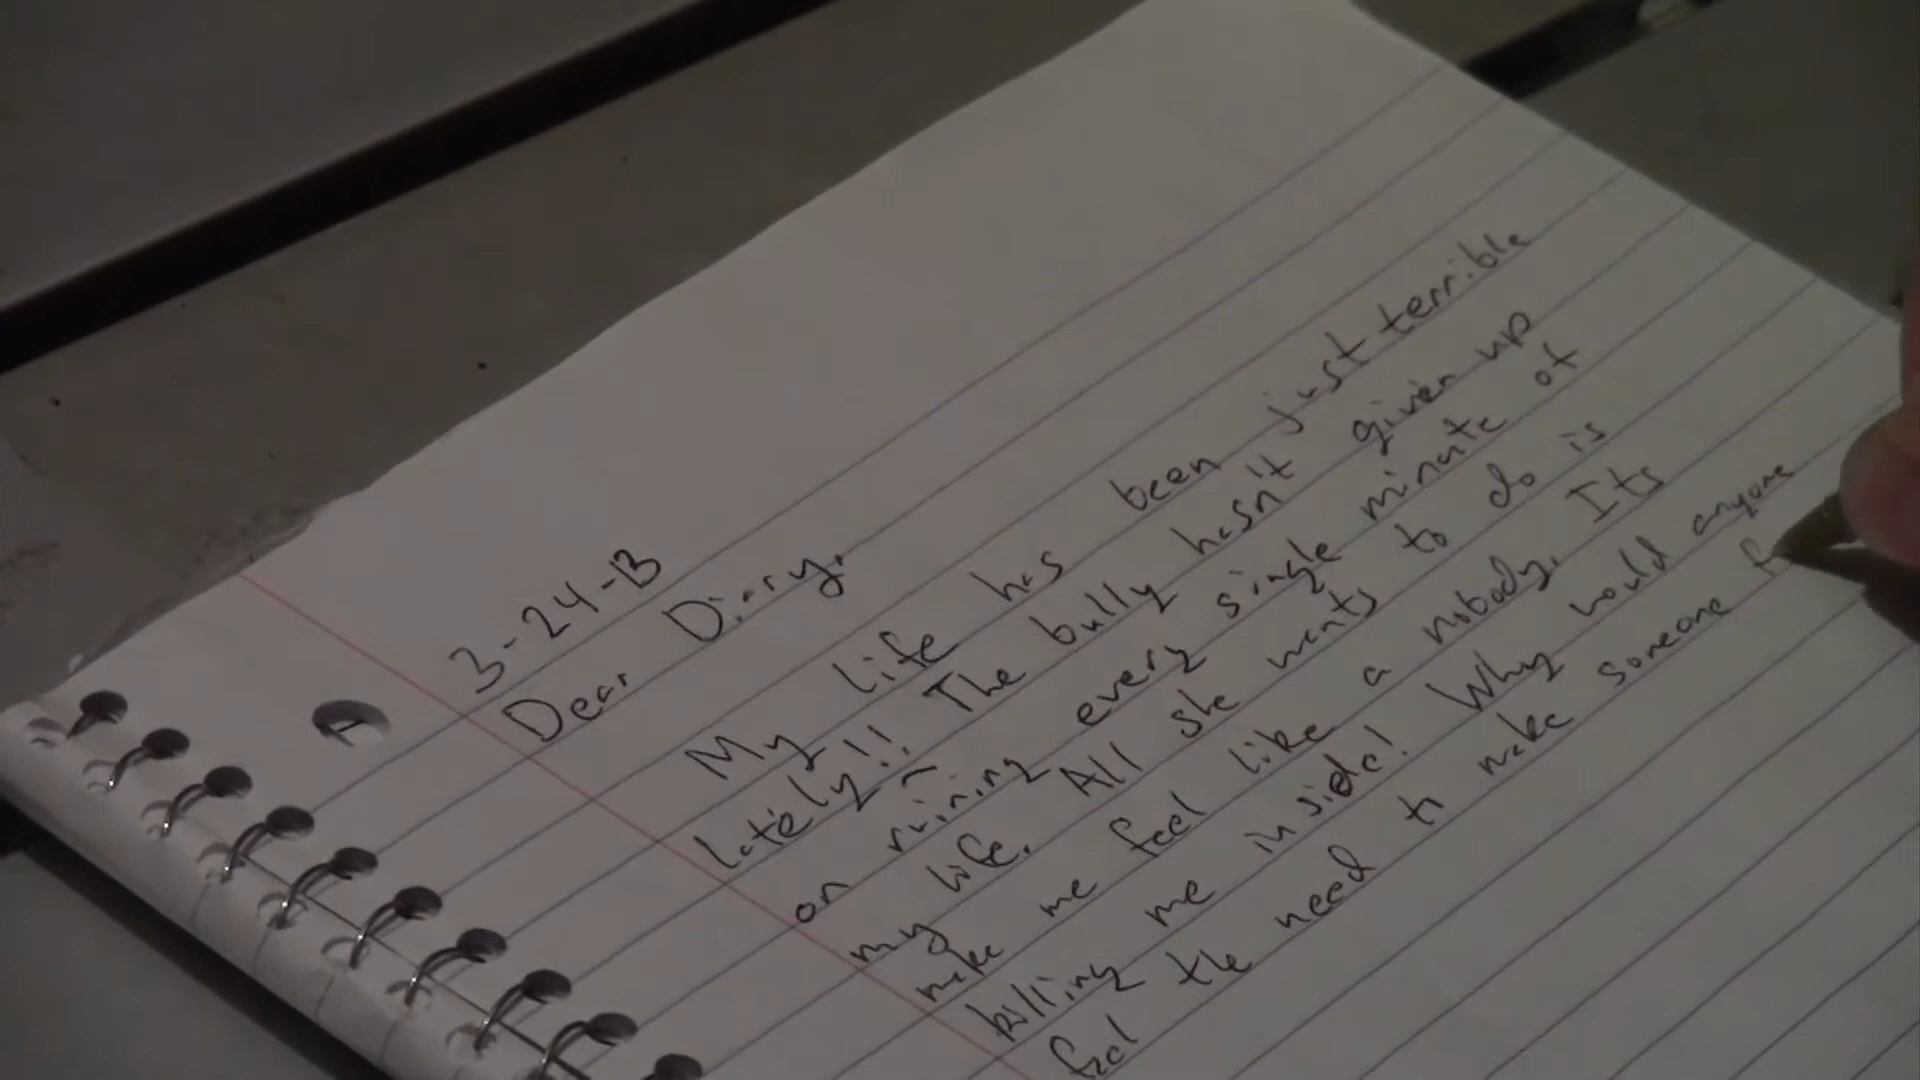 3-24-13
Dear Diary,
My life has been just terrible
lately!! The bully hasn't given up
on ruining every single minute of
my life. All she wants to do is
make me feel like a nobody. Its
killing me inside! Why would anyone
feel the need to make someone f